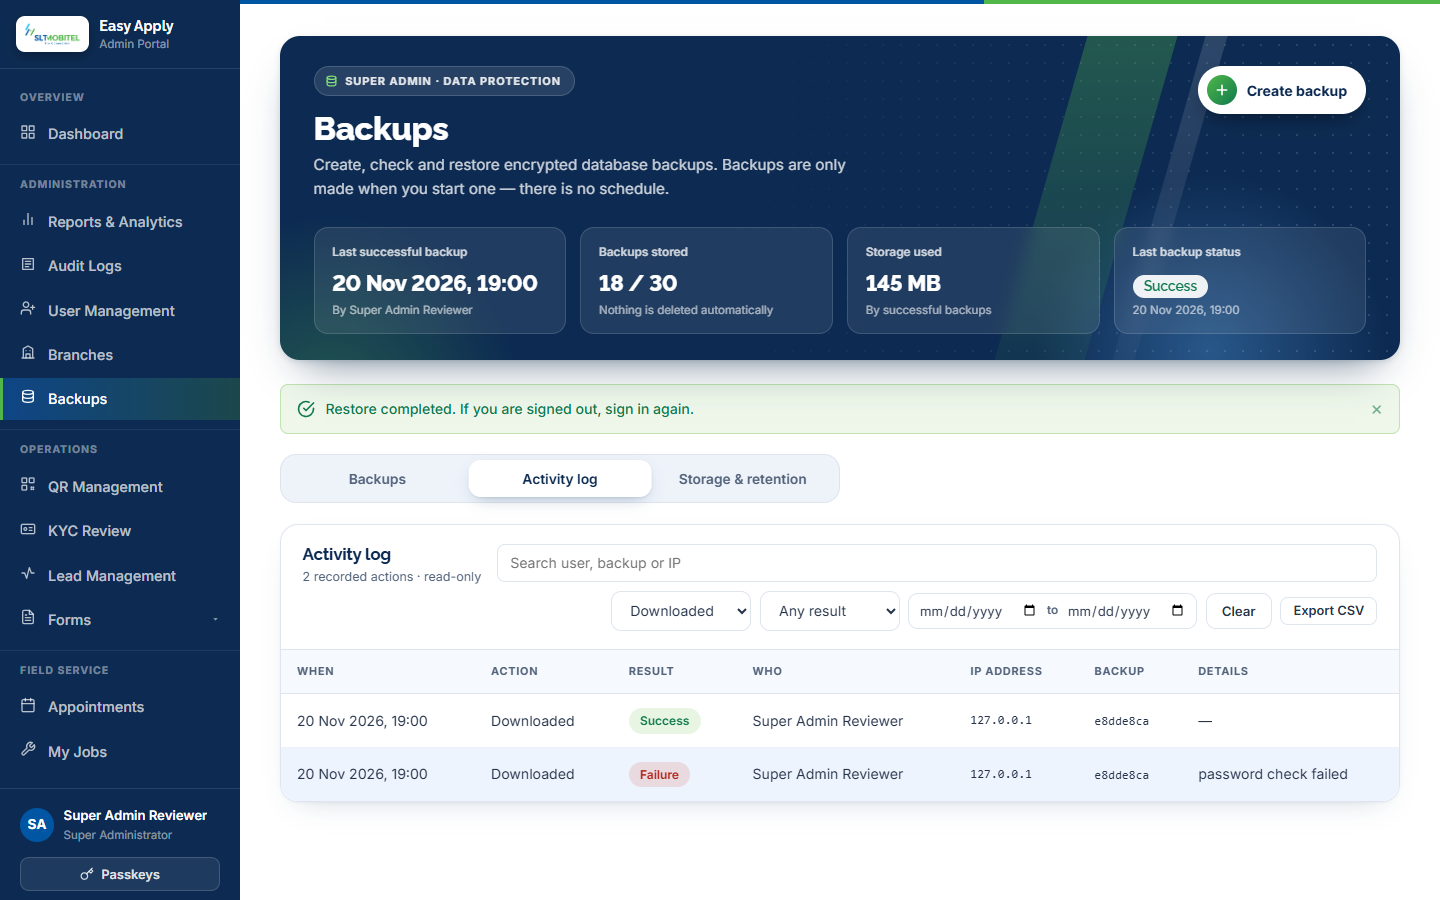 SLTMOBITEL
Easy Apply
Admin Portal
OVERVIEW
Dashboard
ADMINISTRATION
Reports & Analytics
Audit Logs
User Management
Branches
Backups
OPERATIONS
QR Management
KYC Review
Lead Management
Forms
FIELD SERVICE
Appointments
My Jobs
SA
Super Admin Reviewer
Super Administrator
Passkeys
SUPER ADMIN · DATA PROTECTION
Create backup
Backups
Create, check and restore encrypted database backups. Backups are only
made when you start one — there is no schedule.
Last successful backup
20 Nov 2026, 19:00
By Super Admin Reviewer
Backups stored
18 / 30
Nothing is deleted automatically
Storage used
145 MB
By successful backups
Last backup status
Success
20 Nov 2026, 19:00
Restore completed. If you are signed out, sign in again.
Backups
Activity log
Storage & retention
Activity log
2 recorded actions · read-only
Search user, backup or IP
Downloaded
Any result
mm/dd/yyyy to mm/dd/yyyy
Clear
Export CSV
WHEN ACTION RESULT WHO IP ADDRESS BACKUP DETAILS
20 Nov 2026, 19:00 Downloaded Success Super Admin Reviewer 127.0.0.1 e8dde8ca —
20 Nov 2026, 19:00 Downloaded Failure Super Admin Reviewer 127.0.0.1 e8dde8ca password check failed